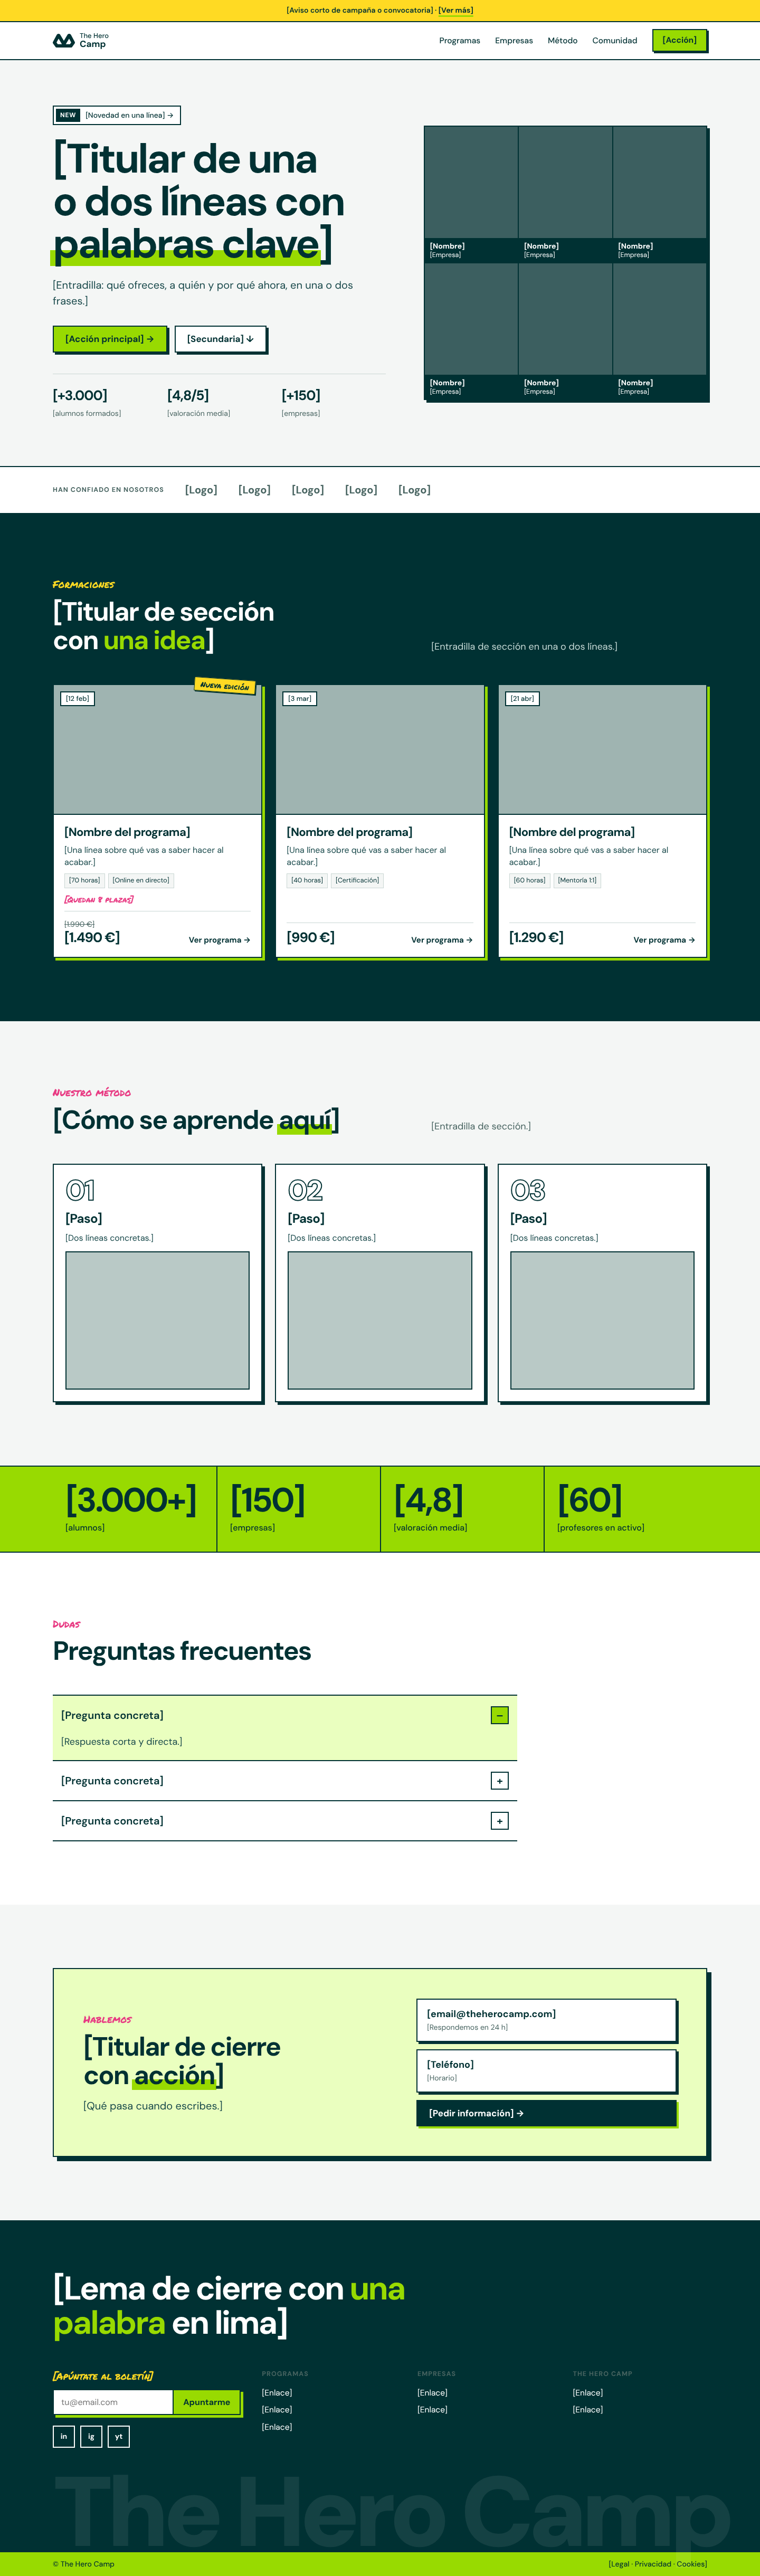 [Aviso corto de campaña o convocatoria] · [Ver más]
The Hero
Camp
Programas Empresas Método Comunidad [Acción]
NEW [Novedad en una línea] →
[Titular de una
o dos líneas con
palabras clave]
[Entradilla: qué ofreces, a quién y por qué ahora, en una o dos
frases.]
[Acción principal] → [Secundaria] ↓
[+3.000] [4,8/5] [+150]
[alumnos formados] [valoración media] [empresas]
[Nombre] [Nombre] [Nombre]
[Empresa] [Empresa] [Empresa]
[Nombre] [Nombre] [Nombre]
[Empresa] [Empresa] [Empresa]
HAN CONFIADO EN NOSOTROS [Logo] [Logo] [Logo] [Logo] [Logo]
Formaciones
[Titular de sección
con una idea]
[Entradilla de sección en una o dos líneas.]
Nueva edición
[12 feb] [3 mar] [21 abr]
[Nombre del programa] [Nombre del programa] [Nombre del programa]
[Una línea sobre qué vas a saber hacer al [Una línea sobre qué vas a saber hacer al [Una línea sobre qué vas a saber hacer al
acabar.] acabar.] acabar.]
[70 horas] [Online en directo] [40 horas] [Certificación] [60 horas] [Mentoría 1:1]
[Quedan 8 plazas]
[1.990 €]
[1.490 €] Ver programa → [990 €] Ver programa → [1.290 €] Ver programa →
Nuestro método
[Cómo se aprende aquí]
[Entradilla de sección.]
01 02 03
[Paso] [Paso] [Paso]
[Dos líneas concretas.] [Dos líneas concretas.] [Dos líneas concretas.]
[3.000+] [150] [4,8] [60]
[alumnos] [empresas] [valoración media] [profesores en activo]
Dudas
Preguntas frecuentes
[Pregunta concreta] −
[Respuesta corta y directa.]
[Pregunta concreta] +
[Pregunta concreta] +
Hablemos
[Titular de cierre
con acción]
[Qué pasa cuando escribes.]
[email@theherocamp.com]
[Respondemos en 24 h]
[Teléfono]
[Horario]
[Pedir información] →
[Lema de cierre con una
palabra en lima]
[Apúntate al boletín]
tu@email.com Apuntarme
in ig yt
PROGRAMAS EMPRESAS THE HERO CAMP
[Enlace] [Enlace] [Enlace]
[Enlace] [Enlace] [Enlace]
[Enlace]
The Hero Camp
© The Hero Camp [Legal · Privacidad · Cookies]